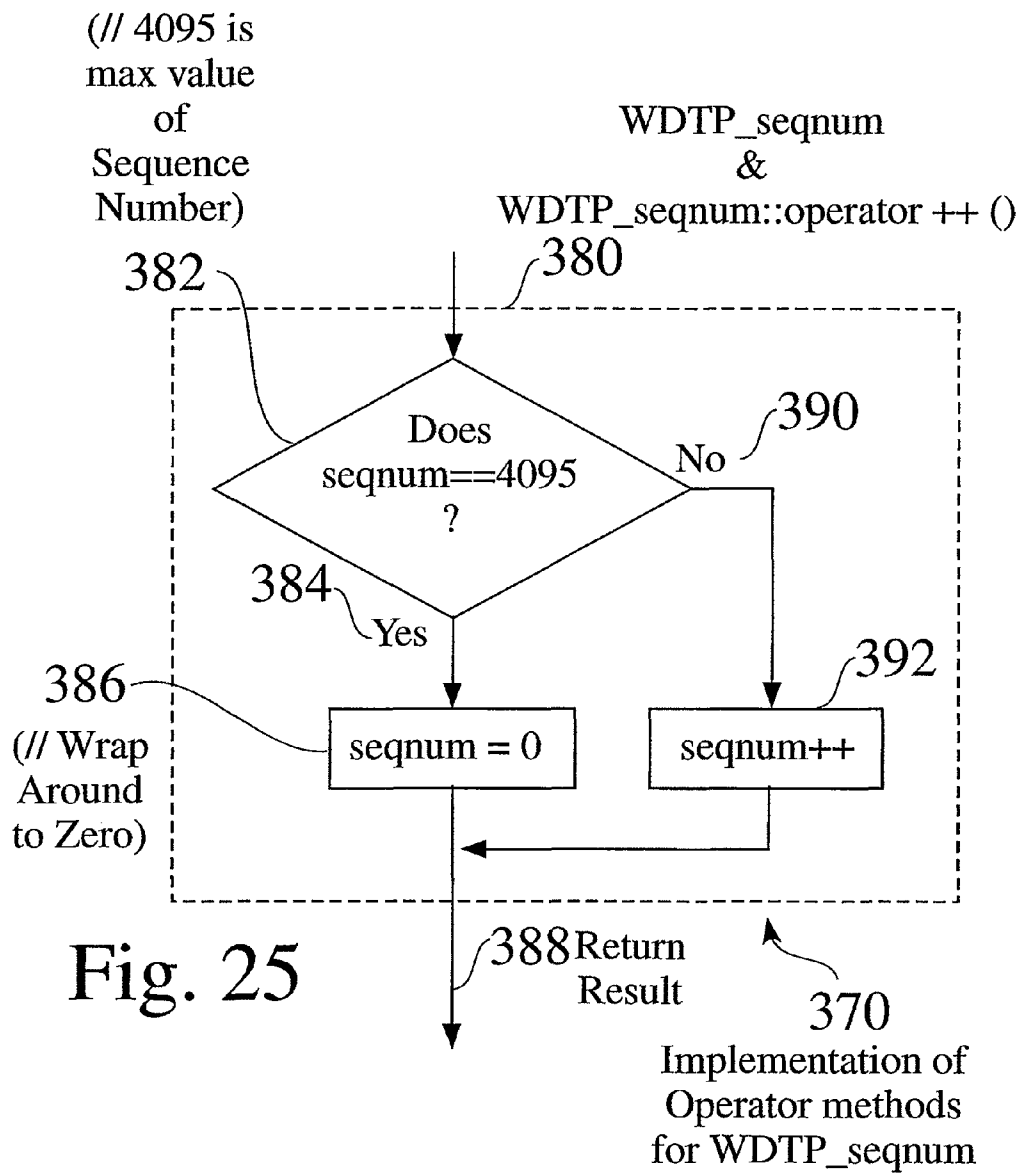 (// 4095 is
max value
of
Sequence
Number)
WDTP_seqnum
&
WDTP_seqnum::operator ++ ()
380
382
Does
seqnum==4095
?
390
No
384
Yes
386
392
(// Wrap
Around
to Zero)
seqnum = 0
seqnum++
Fig. 25
388 Return
Result
370
Implementation of
Operator methods
for WDTP_seqnum